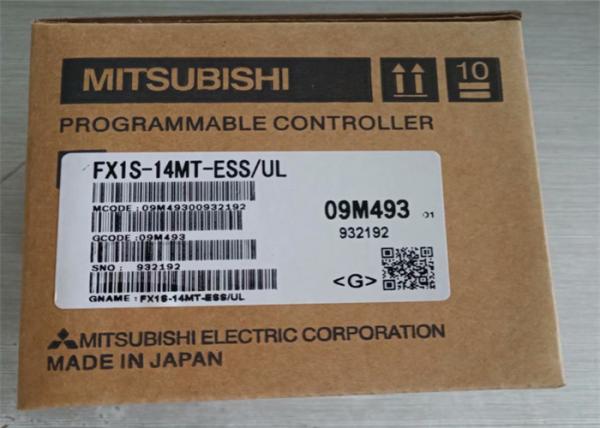 MITSUBISHI
10
PROGRAMMABLE CONTROLLER
FX1S-14MT-ESS/UL
MCODE : 09M49300932192
09M493 01
GCODE : 09M493
932192
SNO : 932192
<G>
GNAME : FX1S-14MT-ESS/UL
MITSUBISHI ELECTRIC CORPORATION
MADE IN JAPAN